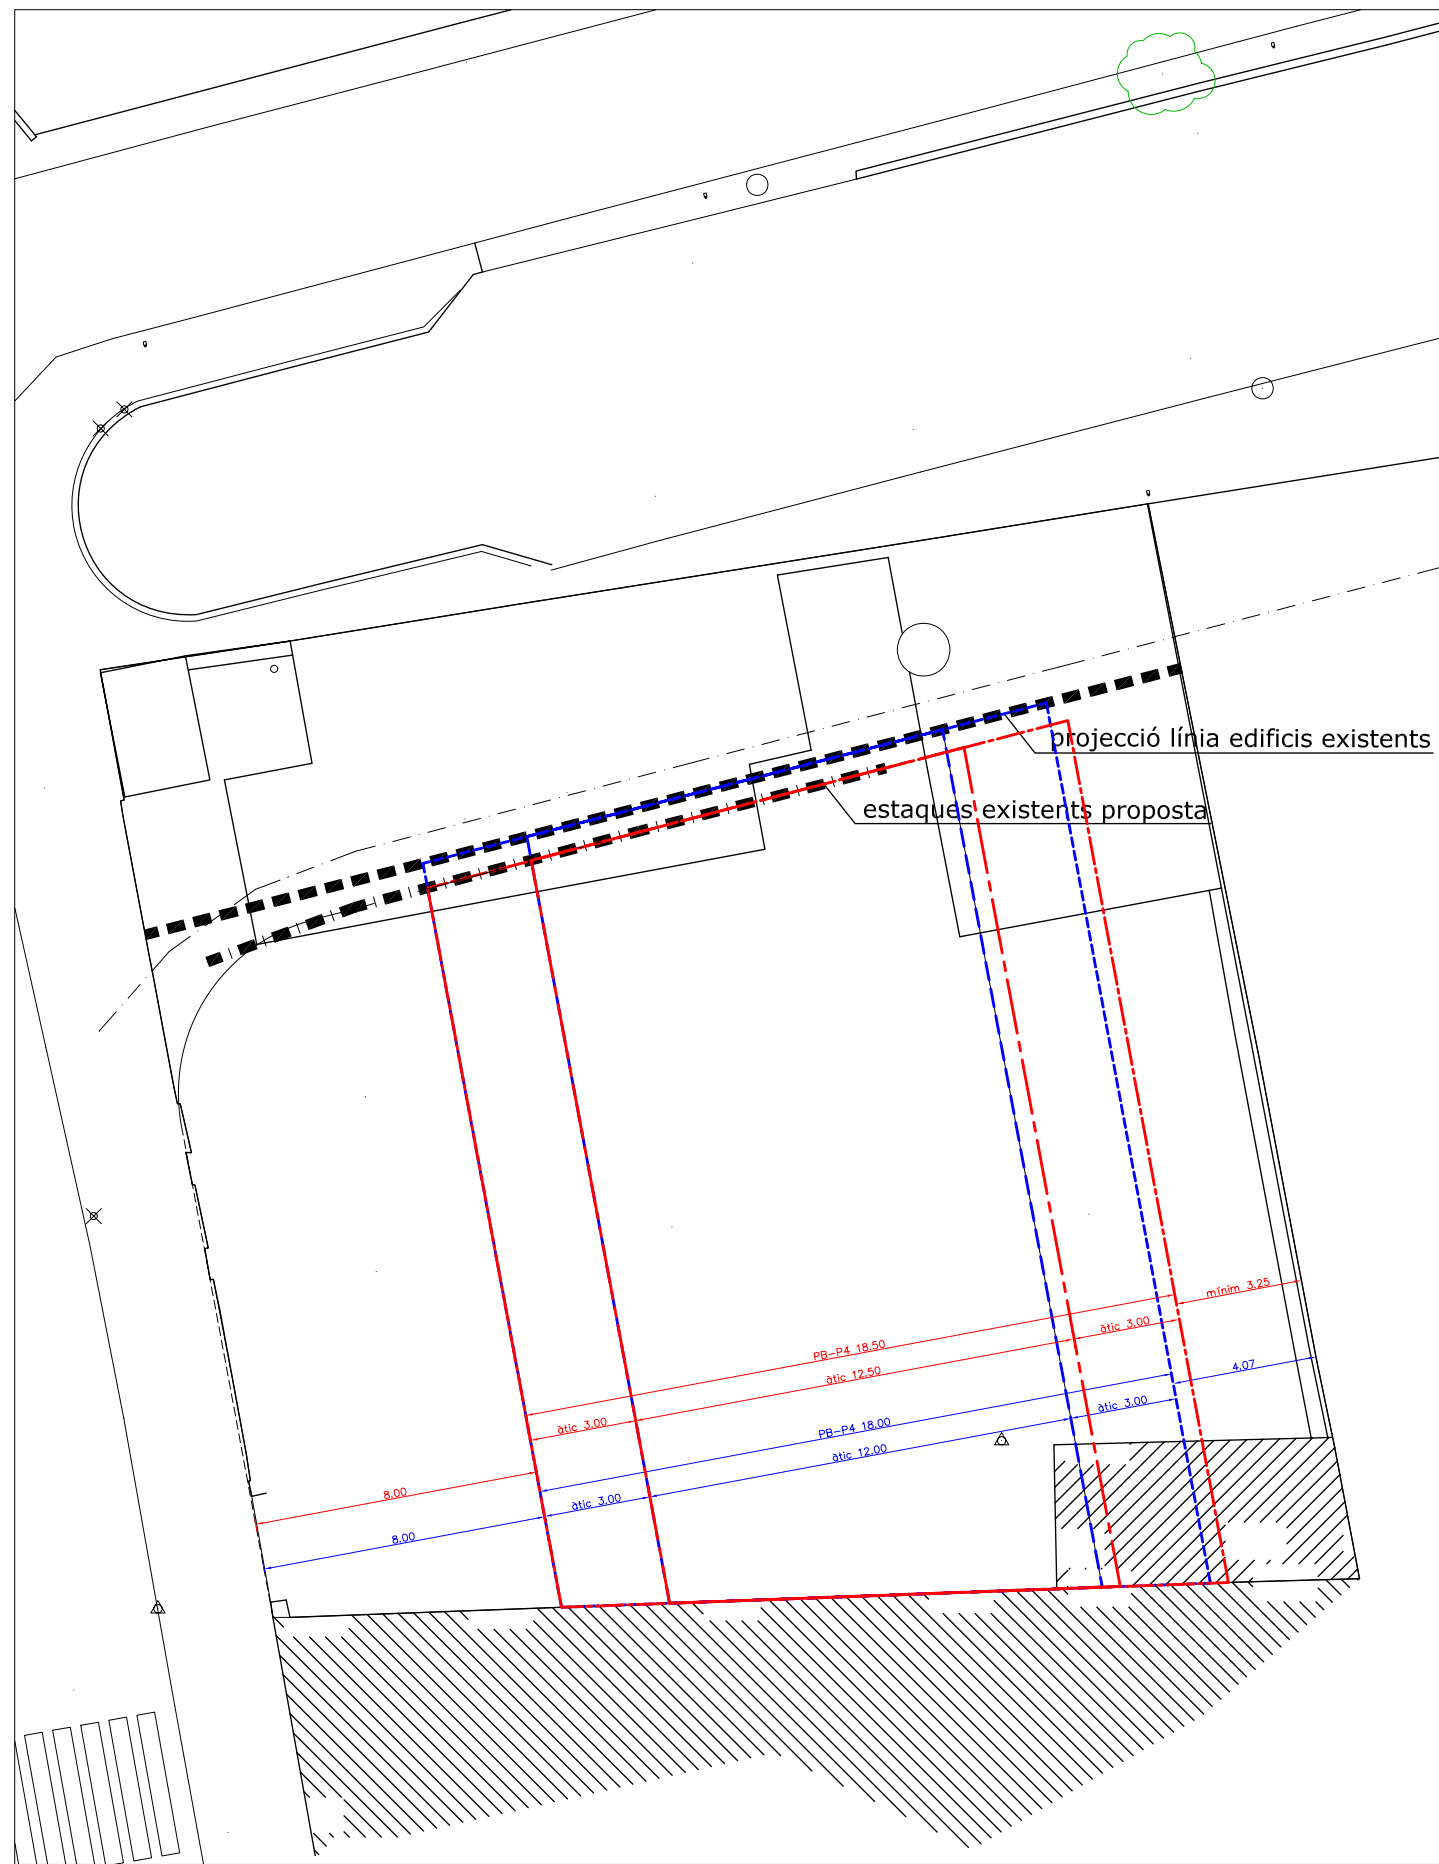 projecció línia edificis existents
estaques existents proposta
mínim 3.25
PB-P4 18.50
àtic 3.00
àtic 12.50
4.07
àtic 3.00
PB-P4 18.00
àtic 3.00
àtic 12.00
8.00
àtic 3.00
8.00